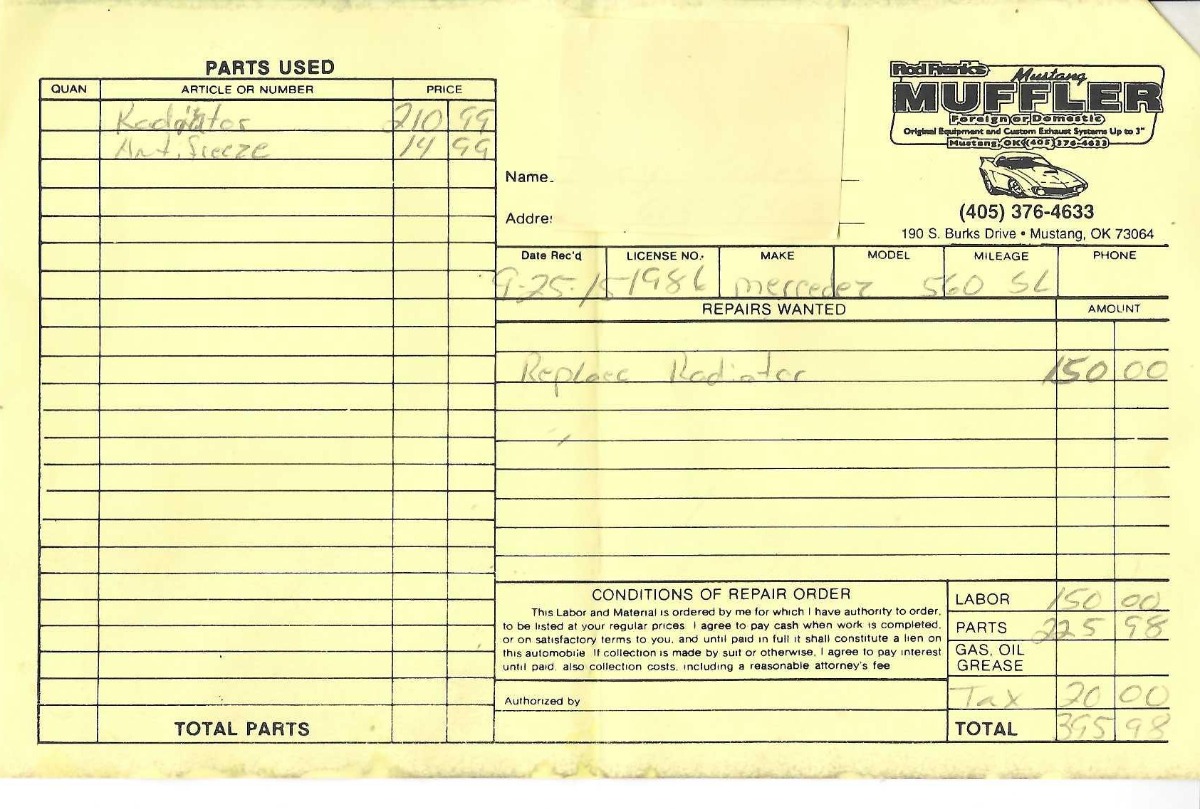 PARTS USED
QUAN ARTICLE OR NUMBER PRICE
Radiator 210 99
Antifreeze 14 99
TOTAL PARTS
Rod Frank's Mustang
MUFFLER
Foreign or Domestic
Original Equipment and Custom Exhaust Systems Up to 3"
Mustang, OK (405) 376-4633
(405) 376-4633
190 S. Burks Drive • Mustang, OK 73064
Name
Addre
Date Rec'd LICENSE NO. MAKE MODEL MILEAGE PHONE
9-25-15 1986 Mercedez 560 SL
REPAIRS WANTED AMOUNT
Replace Radiator 150 00
CONDITIONS OF REPAIR ORDER
This Labor and Material is ordered by me for which I have authority to order,
to be listed at your regular prices. I agree to pay cash when work is completed,
or on satisfactory terms to you, and until paid in full it shall constitute a lien on
this automobile. If collection is made by suit or otherwise, I agree to pay interest
until paid, also collection costs, including a reasonable attorney's fee
Authorized by
LABOR 150 00
PARTS 225 98
GAS, OIL
GREASE
Tax 20 00
TOTAL 395 98